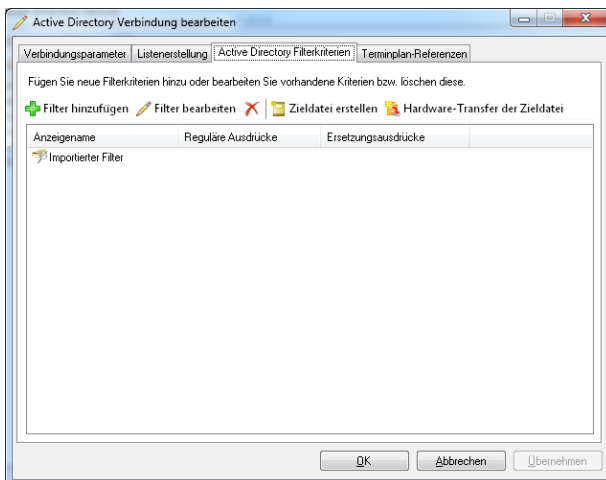 Active Directory Verbindung bearbeiten
Verbindungsparameter Listenerstellung Active Directory Filterkriterien Terminplan-Referenzen
Fügen Sie neue Filterkriterien hinzu oder bearbeiten Sie vorhandene Kriterien bzw. löschen diese.
Filter hinzufügen Filter bearbeiten Zieldatei erstellen Hardware-Transfer der Zieldatei
Anzeigename Reguläre Ausdrücke Ersetzungsausdrücke
Importierter Filter
OK Abbrechen Übernehmen